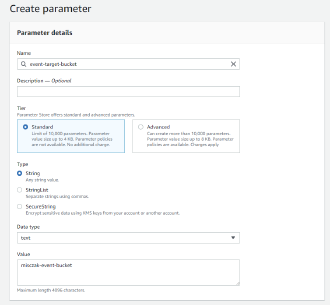 Create parameter
Parameter details
Name
event-target-bucket
Description — Optional
Tier
Parameter Store offers standard and advanced parameters.
Standard
Limit of 10,000 parameters. Parameter
value size up to 4 KB. Parameter policies
are not available. No additional charge.
Advanced
Can create more than 10,000 parameters.
Parameter value size up to 8 KB. Parameter
policies are available. Charges apply.
Type
String
Any string value.
StringList
Separate strings using commas.
SecureString
Encrypt sensitive data using KMS keys from your account or another account.
Data type
text
Value
misczak-event-bucket
Maximum length 4096 characters.